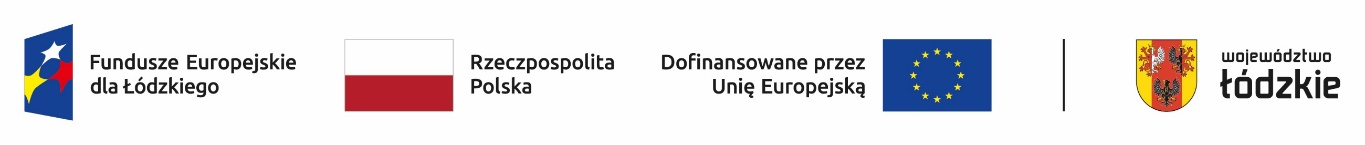 Fundusze Europejskie
dla Łódzkiego
Rzeczpospolita
Polska
Dofinansowane przez
Unię Europejską
województwo
łódzkie